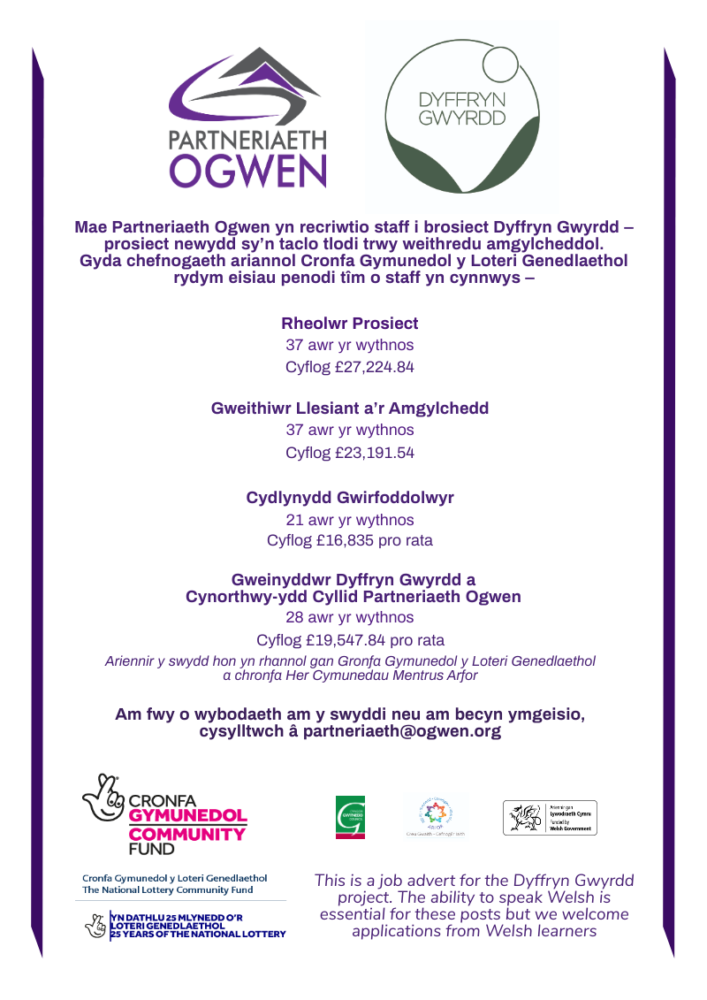 PARTNERIAETH
OGWEN
DYFFRYN
GWYRDD
Mae Partneriaeth Ogwen yn recriwtio staff i brosiect Dyffryn Gwyrdd –
prosiect newydd sy’n taclo tlodi trwy weithredu amgylcheddol.
Gyda chefnogaeth ariannol Cronfa Gymunedol y Loteri Genedlaethol
rydym eisiau penodi tîm o staff yn cynnwys –
Rheolwr Prosiect
37 awr yr wythnos
Cyflog £27,224.84
Gweithiwr Llesiant a’r Amgylchedd
37 awr yr wythnos
Cyflog £23,191.54
Cydlynydd Gwirfoddolwyr
21 awr yr wythnos
Cyflog £16,835 pro rata
Gweinyddwr Dyffryn Gwyrdd a
Cynorthwy-ydd Cyllid Partneriaeth Ogwen
28 awr yr wythnos
Cyflog £19,547.84 pro rata
Ariennir y swydd hon yn rhannol gan Gronfa Gymunedol y Loteri Genedlaethol
a chronfa Her Cymunedau Mentrus Arfor
Am fwy o wybodaeth am y swyddi neu am becyn ymgeisio,
cysylltwch â partneriaeth@ogwen.org
CRONFA
GYMUNEDOL
COMMUNITY
FUND
Cronfa Gymunedol y Loteri Genedlaethol
The National Lottery Community Fund
YN DATHLU 25 MLYNEDD O'R
LOTERI GENEDLAETHOL
25 YEARS OF THE NATIONAL LOTTERY
GWYNEDD
COUNCIL
Creu Gwaith - Cefnogi'r Iaith
Ariennir gan
Lywodraeth Cymru
Funded by
Welsh Government
This is a job advert for the Dyffryn Gwyrdd
project. The ability to speak Welsh is
essential for these posts but we welcome
applications from Welsh learners